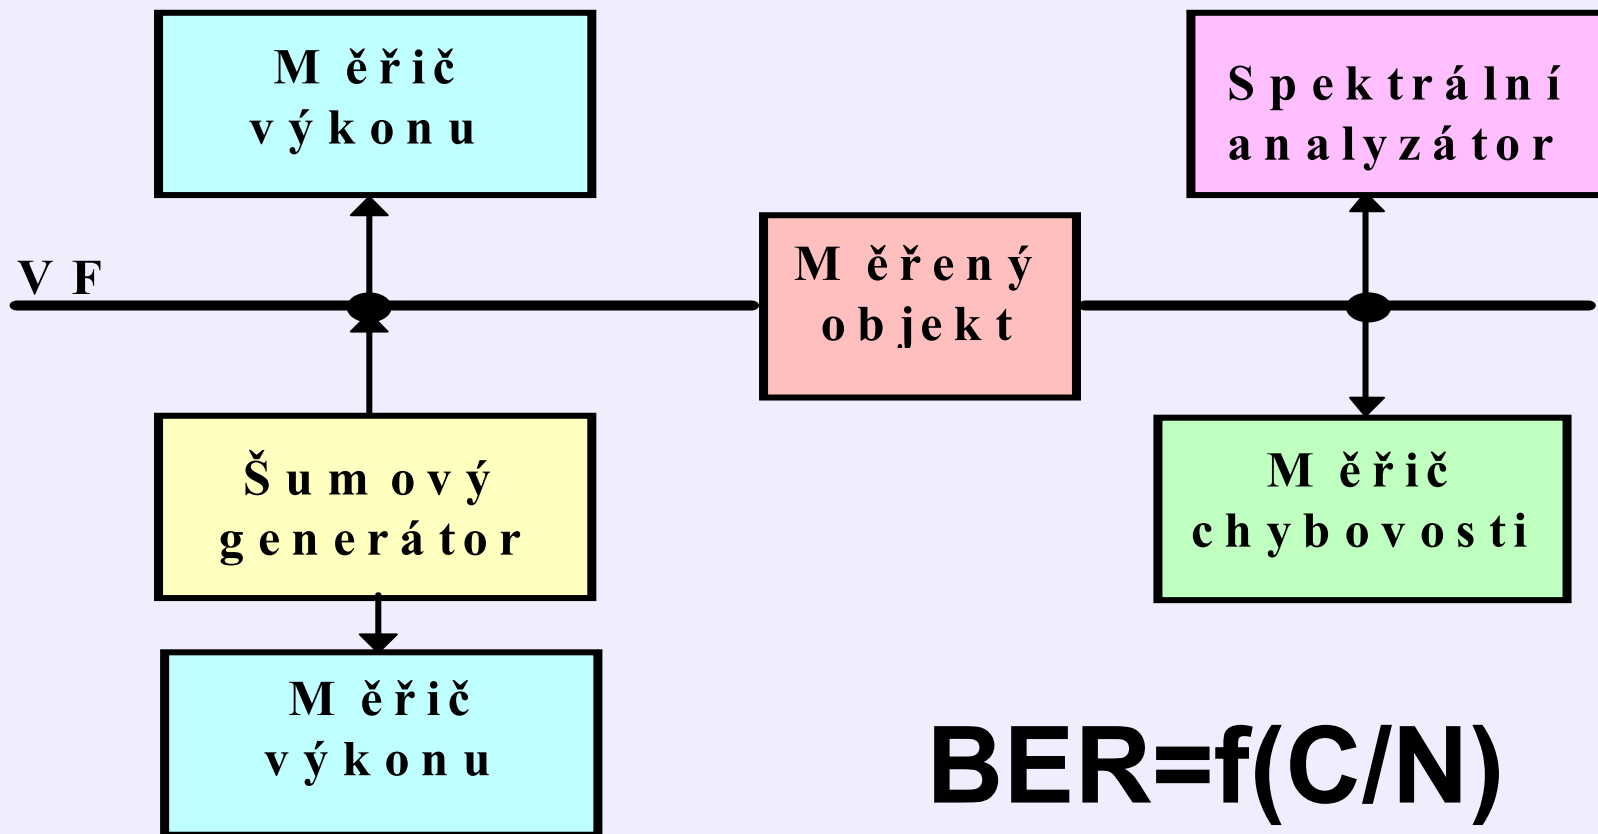 Měřič
výkonu
Spektrální
analyzátor
VF
Měřený
objekt
Šumový
generátor
Měřič
chybovosti
Měřič
výkonu
BER=f(C/N)